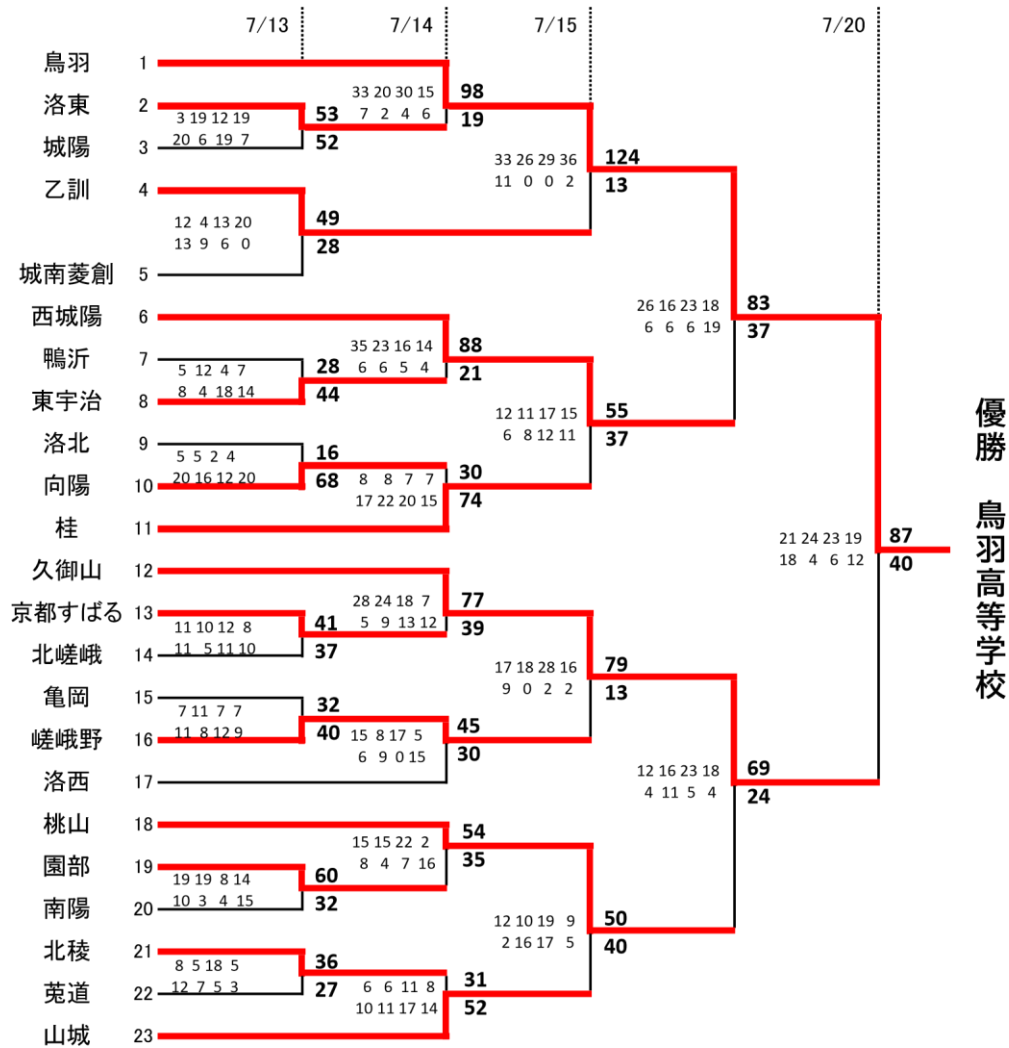 7/13 7/14 7/15 7/20
鳥羽 1
洛東 2
城陽 3
乙訓 4
城南菱創 5
西城陽 6
鴨沂 7
東宇治 8
洛北 9
向陽 10
桂 11
久御山 12
京都すばる 13
北嵯峨 14
亀岡 15
嵯峨野 16
洛西 17
桃山 18
園部 19
南陽 20
北稜 21
莵道 22
山城 23
3 19 12 19
20 6 19 7
53
52
12 4 13 20
13 9 6 0
49
28
5 12 4 7
8 4 18 14
28
44
5 5 2 4
20 16 12 20
16
68
11 10 12 8
11 5 11 10
41
37
7 11 7 7
11 8 12 9
32
40
19 19 8 14
10 3 4 15
60
32
8 5 18 5
12 7 5 3
36
27
33 20 30 15
7 2 4 6
98
19
35 23 16 14
6 6 5 4
88
21
8 8 7 7
17 22 20 15
30
74
28 24 18 7
5 9 13 12
77
39
15 8 17 5
6 9 0 15
45
30
15 15 22 2
8 4 7 16
54
35
6 6 11 8
10 11 17 14
31
52
33 26 29 36
11 0 0 2
124
13
12 11 17 15
6 8 12 11
55
37
17 18 28 16
9 0 2 2
79
13
12 10 19 9
2 16 17 5
50
40
26 16 23 18
6 6 6 19
83
37
12 16 23 18
4 11 5 4
69
24
21 24 23 19
18 4 6 12
87
40
優勝 鳥羽高等学校